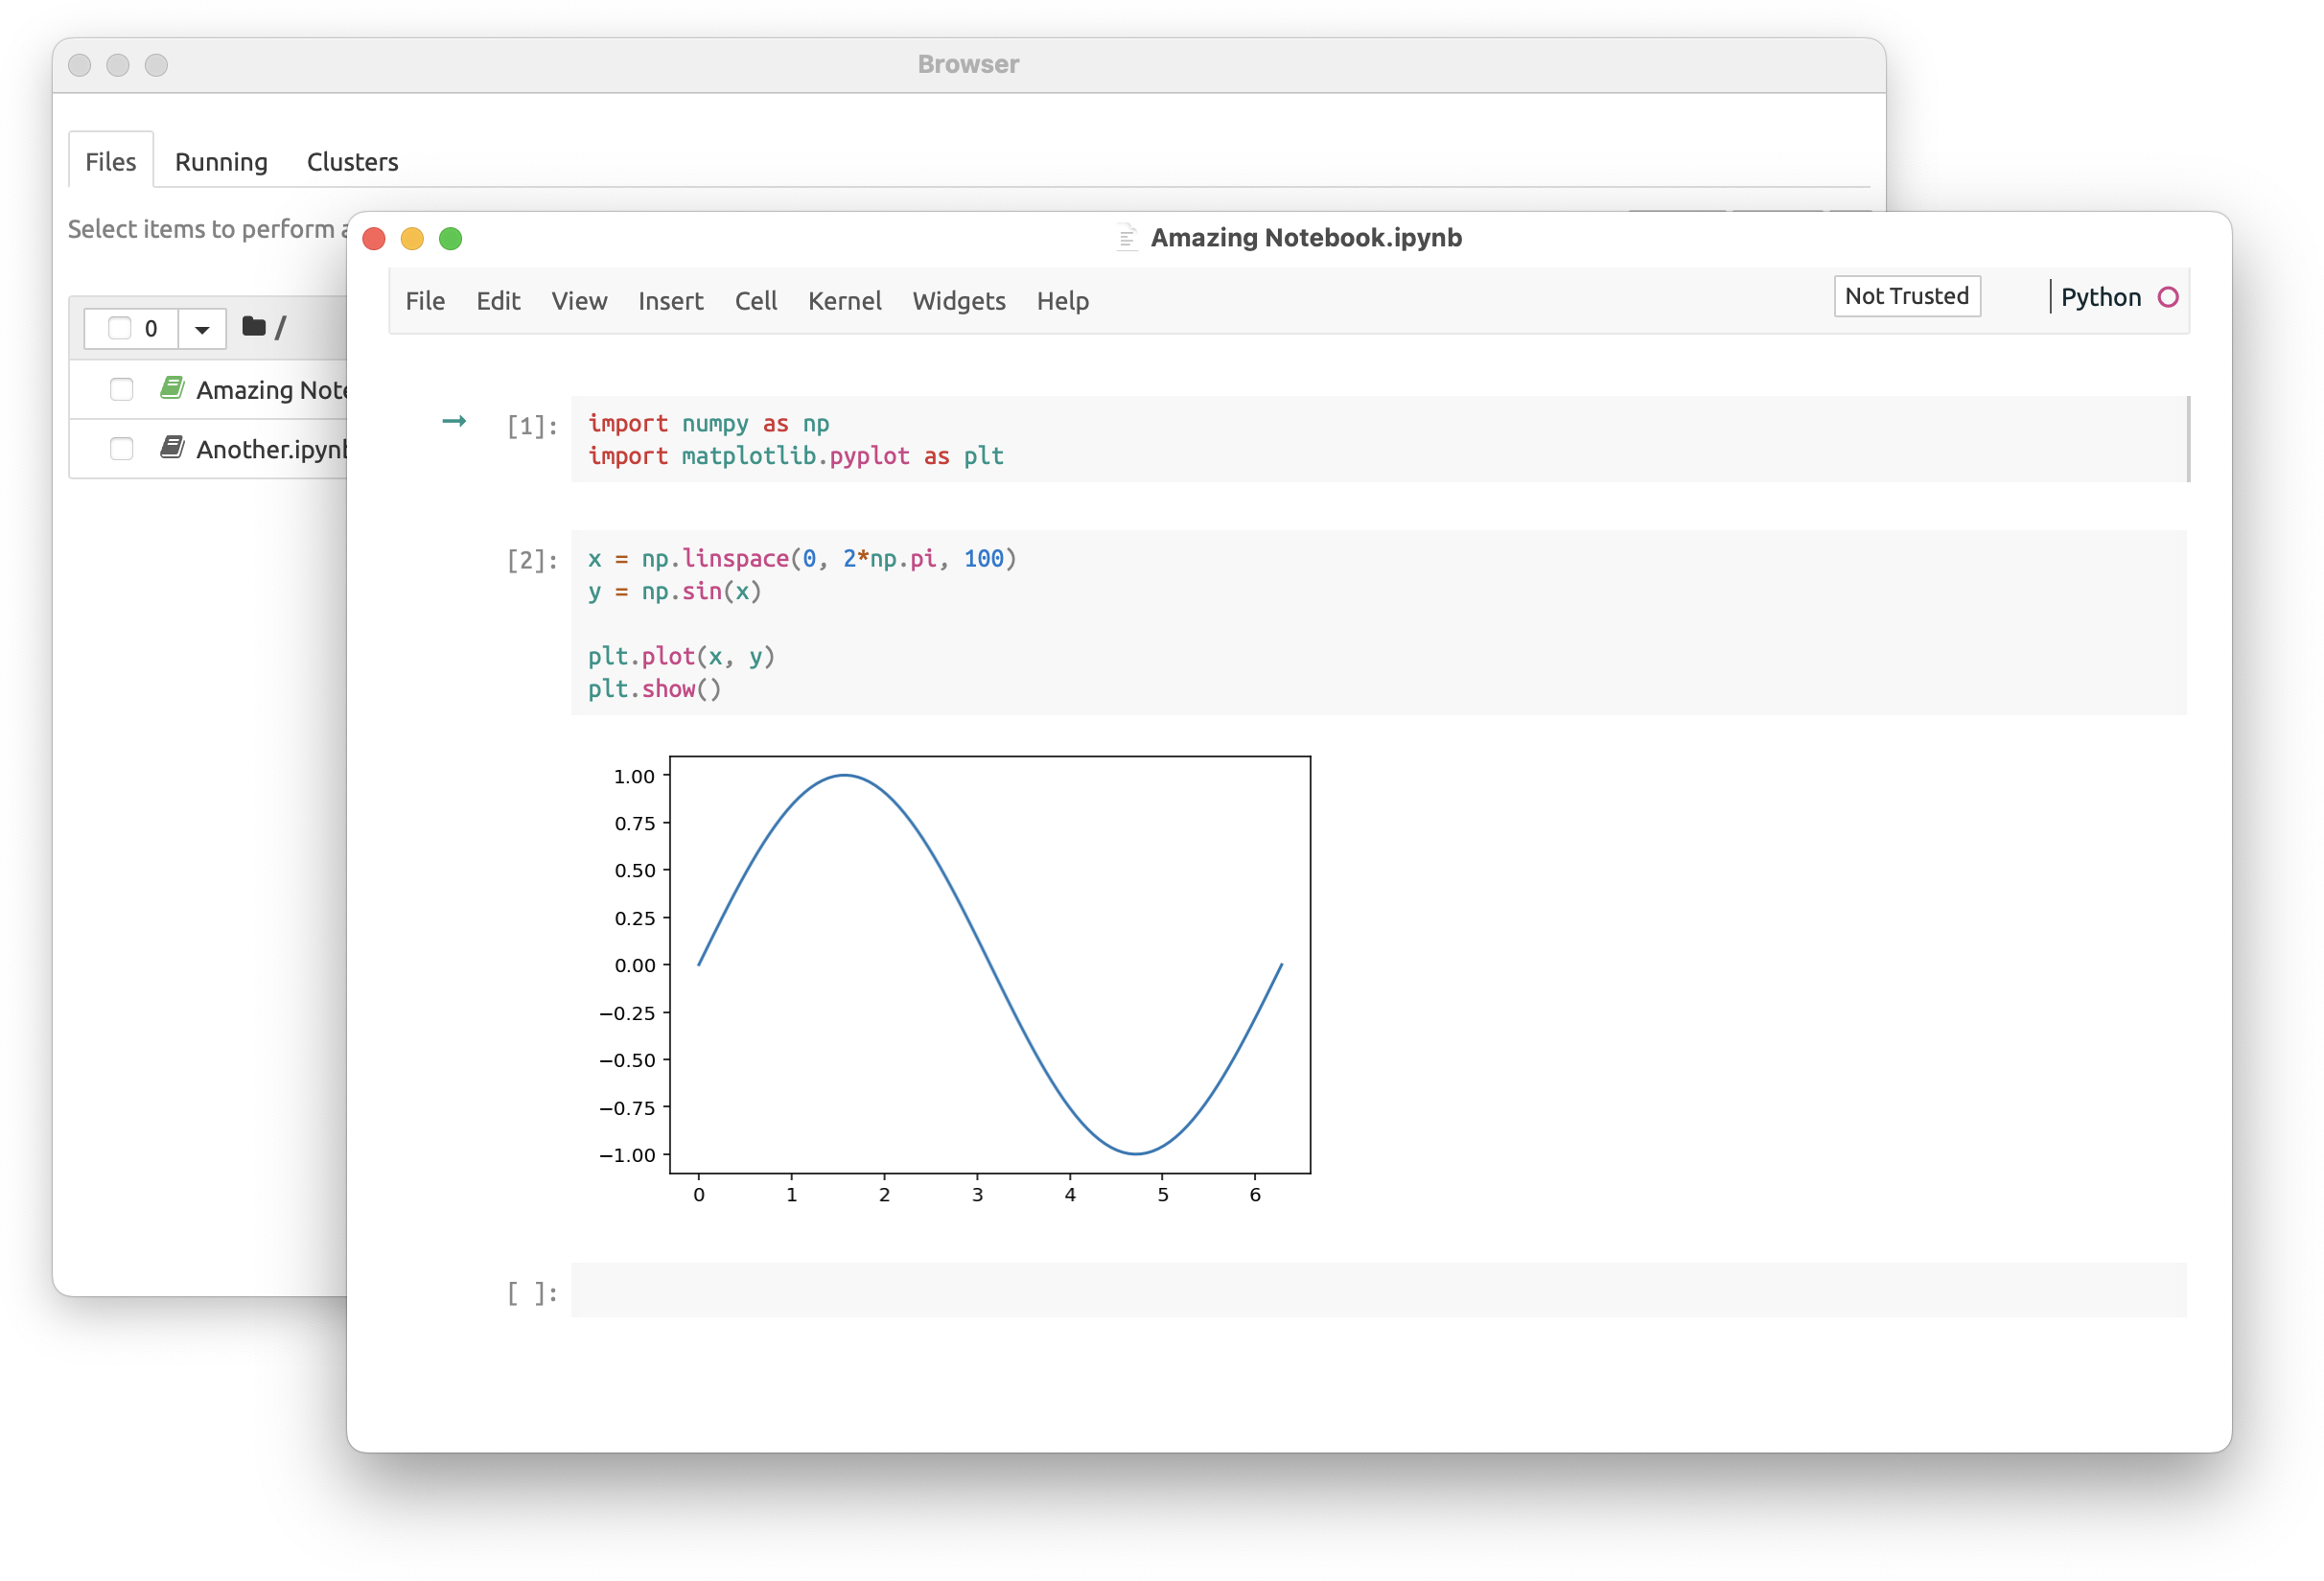 Browser
Files Running Clusters
Select items to perform
0 /
Amazing
Another.ipynb
Amazing Notebook.ipynb
File Edit View Insert Cell Kernel Widgets Help Not Trusted Python
[1]: import numpy as np
import matplotlib.pyplot as plt
[2]: x = np.linspace(0, 2*np.pi, 100)
y = np.sin(x)
plt.plot(x, y)
plt.show()
1.00
0.75
0.50
0.25
0.00
−0.25
−0.50
−0.75
−1.00
0 1 2 3 4 5 6
[ ]: